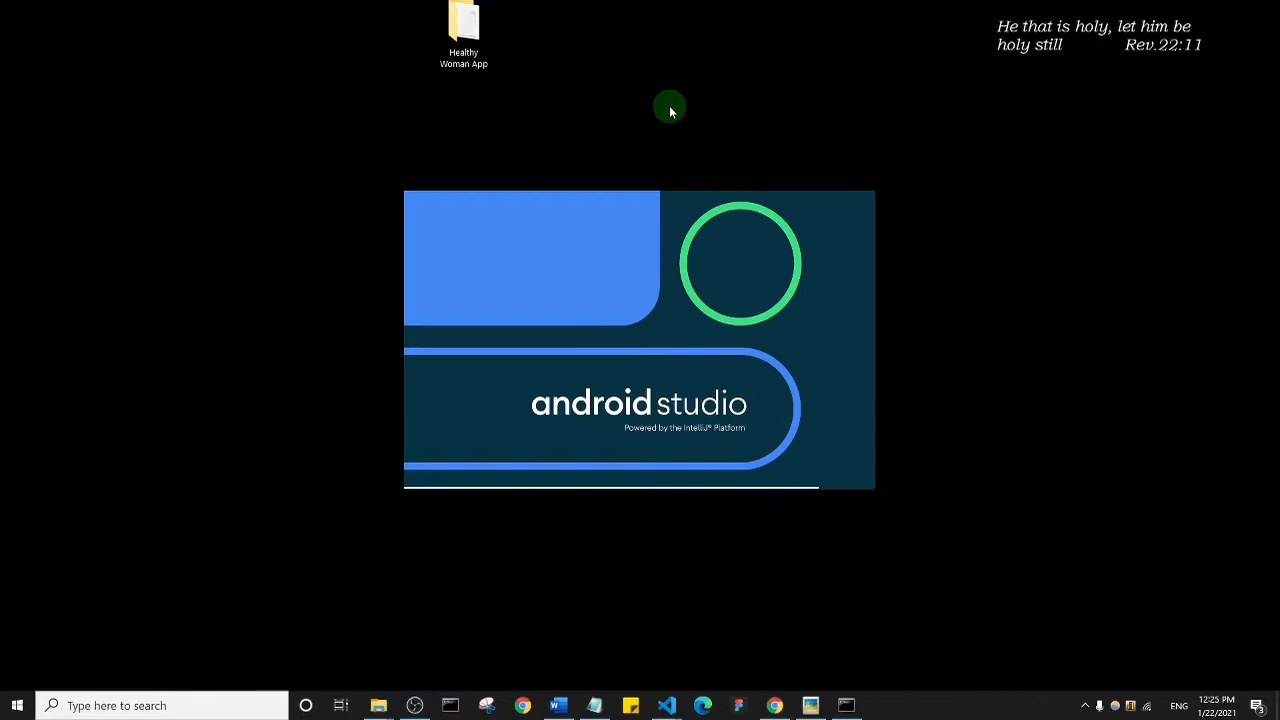 Healthy
Woman App
He that is holy, let him be
holy still Rev.22:11
android studio
Powered by the IntelliJ® Platform
Type here to search
ENG
12:25 PM
1/22/2021